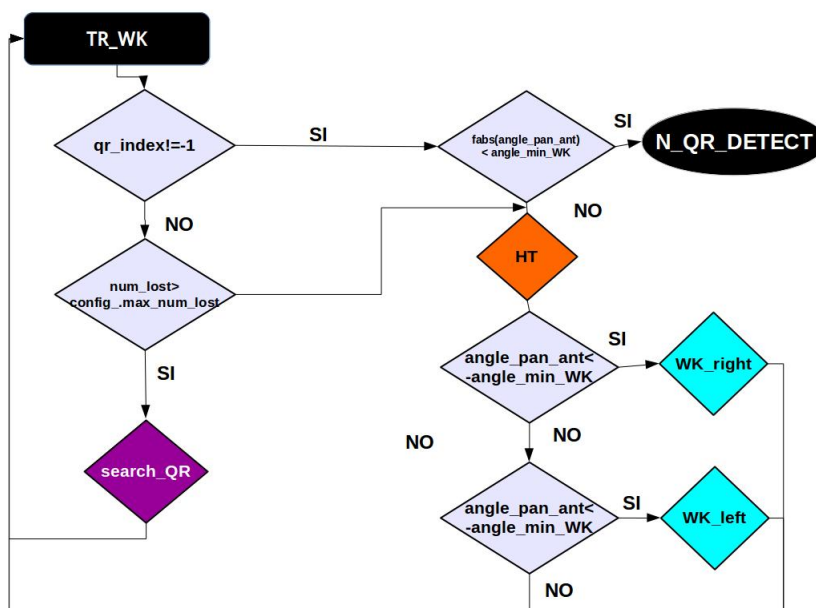 TR_WK
qr_index!=-1
SI
fabs(angle_pan_ant)
< angle_min_WK
SI
N_QR_DETECT
NO
NO
HT
num_lost>
config_.max_num_lost
SI
angle_pan_ant<
-angle_min_WK
SI
WK_right
NO
NO
search_QR
angle_pan_ant<
-angle_min_WK
SI
WK_left
NO